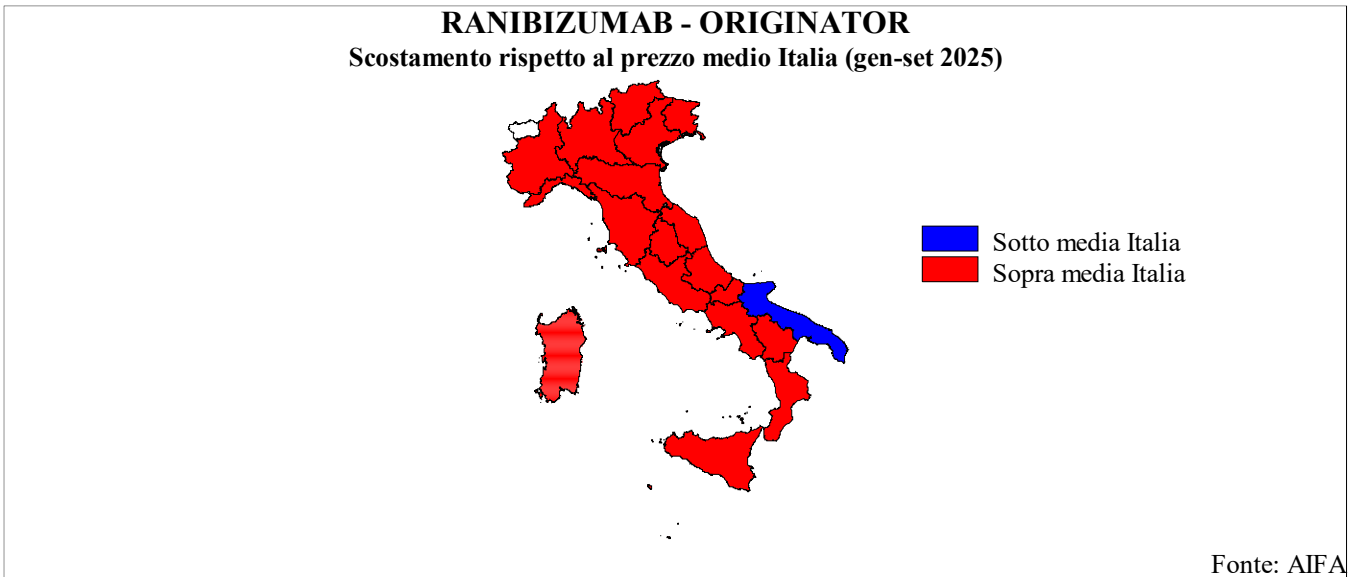 RANIBIZUMAB - ORIGINATOR
Scostamento rispetto al prezzo medio Italia (gen-set 2025)
Sotto media Italia
Sopra media Italia
Fonte: AIFA